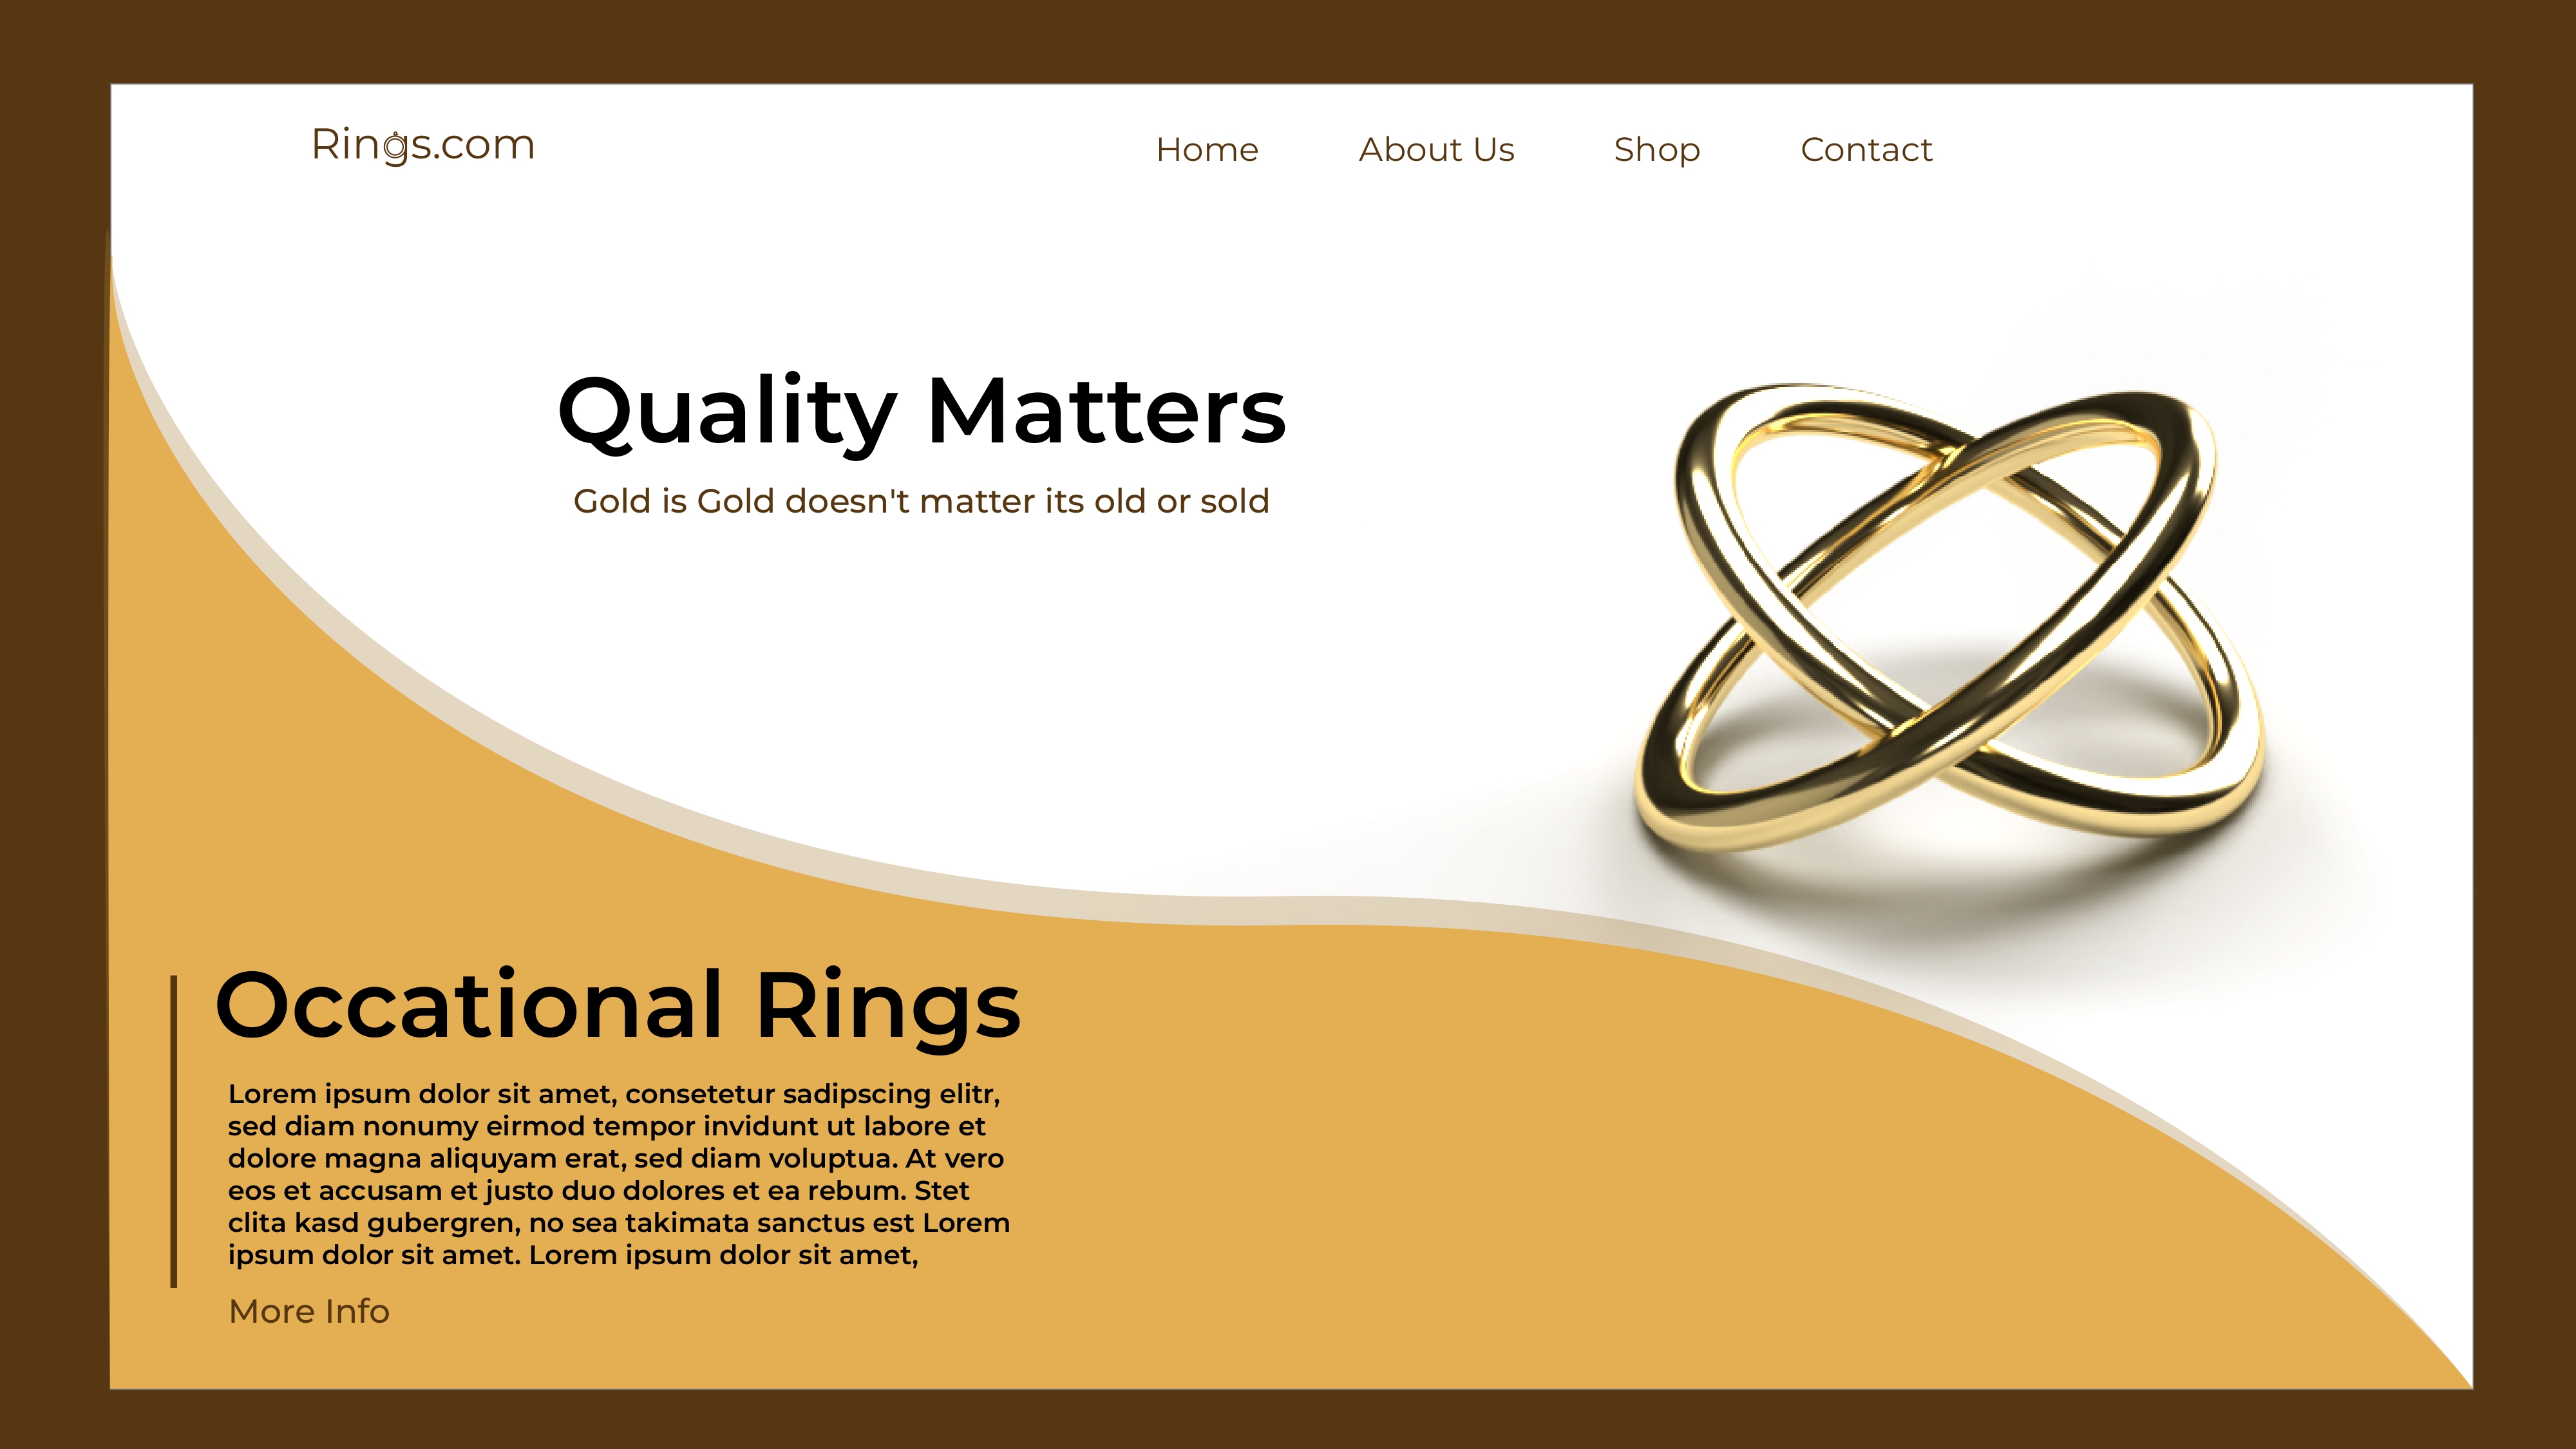 Rings.com
Home About Us Shop Contact
Quality Matters
Gold is Gold doesn't matter its old or sold
Occational Rings
Lorem ipsum dolor sit amet, consetetur sadipscing elitr,
sed diam nonumy eirmod tempor invidunt ut labore et
dolore magna aliquyam erat, sed diam voluptua. At vero
eos et accusam et justo duo dolores et ea rebum. Stet
clita kasd gubergren, no sea takimata sanctus est Lorem
ipsum dolor sit amet. Lorem ipsum dolor sit amet,
More Info